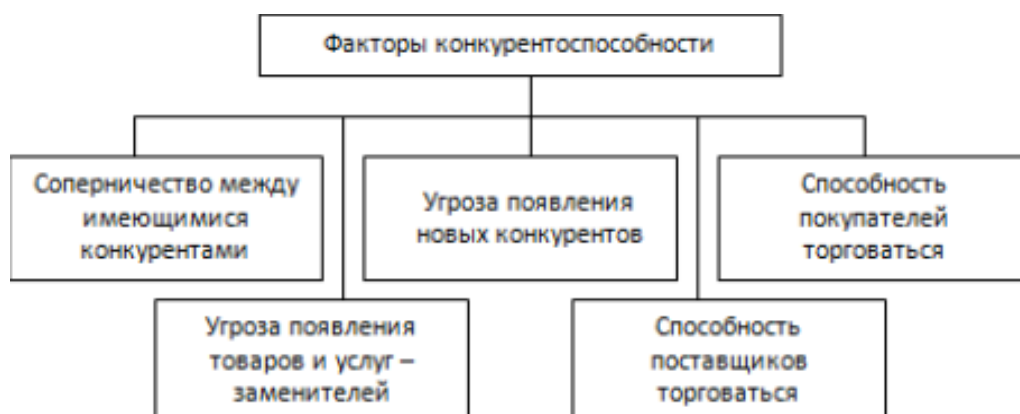 Факторы конкурентоспособности
Соперничество между
имеющимися
конкурентами
Угроза появления
новых конкурентов
Способность
покупателей
торговаться
Угроза появления
товаров и услуг –
заменителей
Способность
поставщиков
торговаться